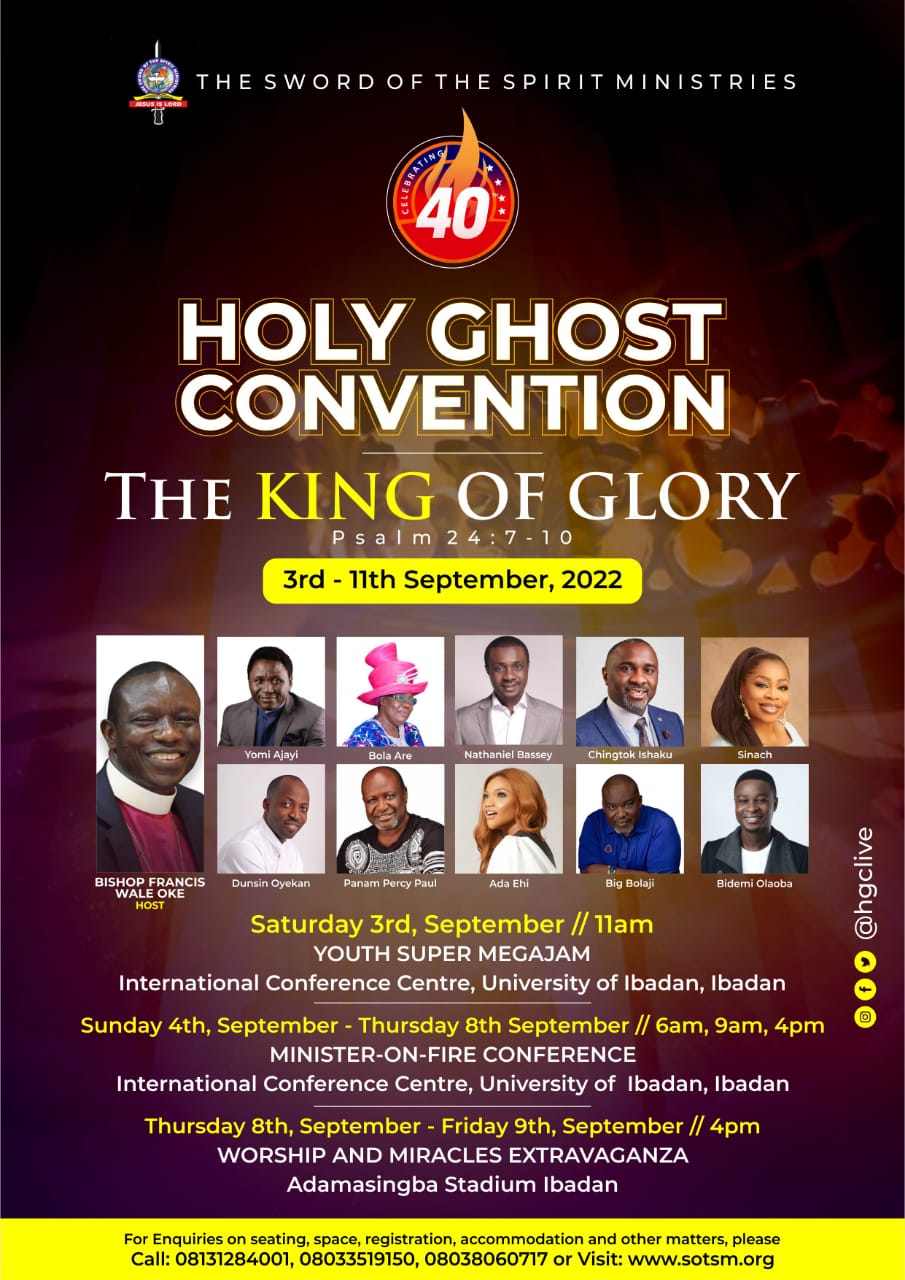 JESUS IS LORD
THE SWORD OF THE SPIRIT MINISTRIES
CELEBRATING
40
HOLY GHOST
CONVENTION
THE KING OF GLORY
Psalm 24:7-10
3rd - 11th September, 2022
Yomi Ajayi
Bola Are
Nathaniel Bassey
Chingtok Ishaku
Sinach
BISHOP FRANCIS
WALE OKE
HOST
Dunsin Oyekan
Panam Percy Paul
Ada Ehi
Big Bolaji
Bidemi Olaoba
@hgclive
Saturday 3rd, September // 11am
YOUTH SUPER MEGAJAM
International Conference Centre, University of Ibadan, Ibadan
Sunday 4th, September - Thursday 8th September // 6am, 9am, 4pm
MINISTER-ON-FIRE CONFERENCE
International Conference Centre, University of Ibadan, Ibadan
Thursday 8th, September - Friday 9th, September // 4pm
WORSHIP AND MIRACLES EXTRAVAGANZA
Adamasingba Stadium Ibadan
For Enquiries on seating, space, registration, accommodation and other matters, please
Call: 08131284001, 08033519150, 08038060717 or Visit: www.sotsm.org